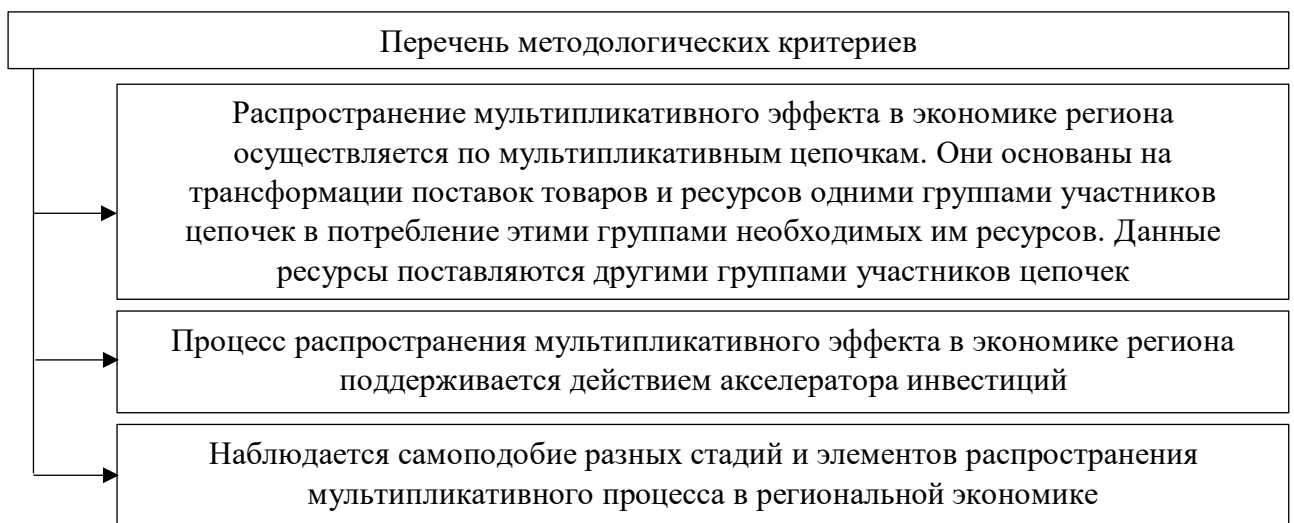 Перечень методологических критериев
Распространение мультипликативного эффекта в экономике региона
осуществляется по мультипликативным цепочкам. Они основаны на
трансформации поставок товаров и ресурсов одними группами участников
цепочек в потребление этими группами необходимых им ресурсов. Данные
ресурсы поставляются другими группами участников цепочек
Процесс распространения мультипликативного эффекта в экономике региона
поддерживается действием акселератора инвестиций
Наблюдается самоподобие разных стадий и элементов распространения
мультипликативного процесса в региональной экономике